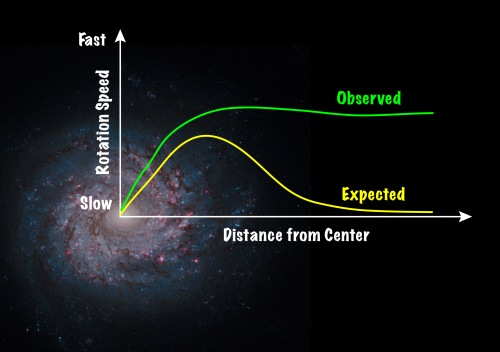 Fast
Rotation Speed
Observed
Expected
Slow
Distance from Center